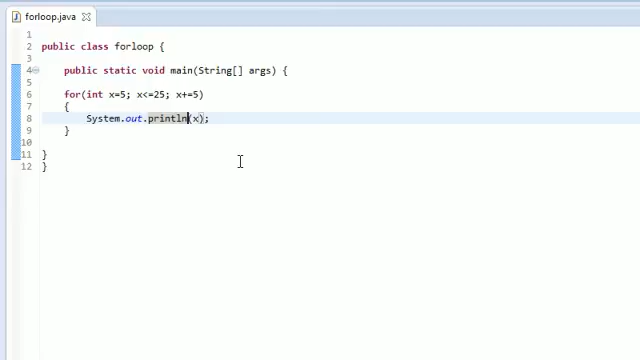 forloop.java
1
2 public class forloop {
3
4 public static void main(String[] args) {
5
6 for(int x=5; x<=25; x+=5)
7 {
8 System.out.println(x);
9 }
10
11 }
12 }